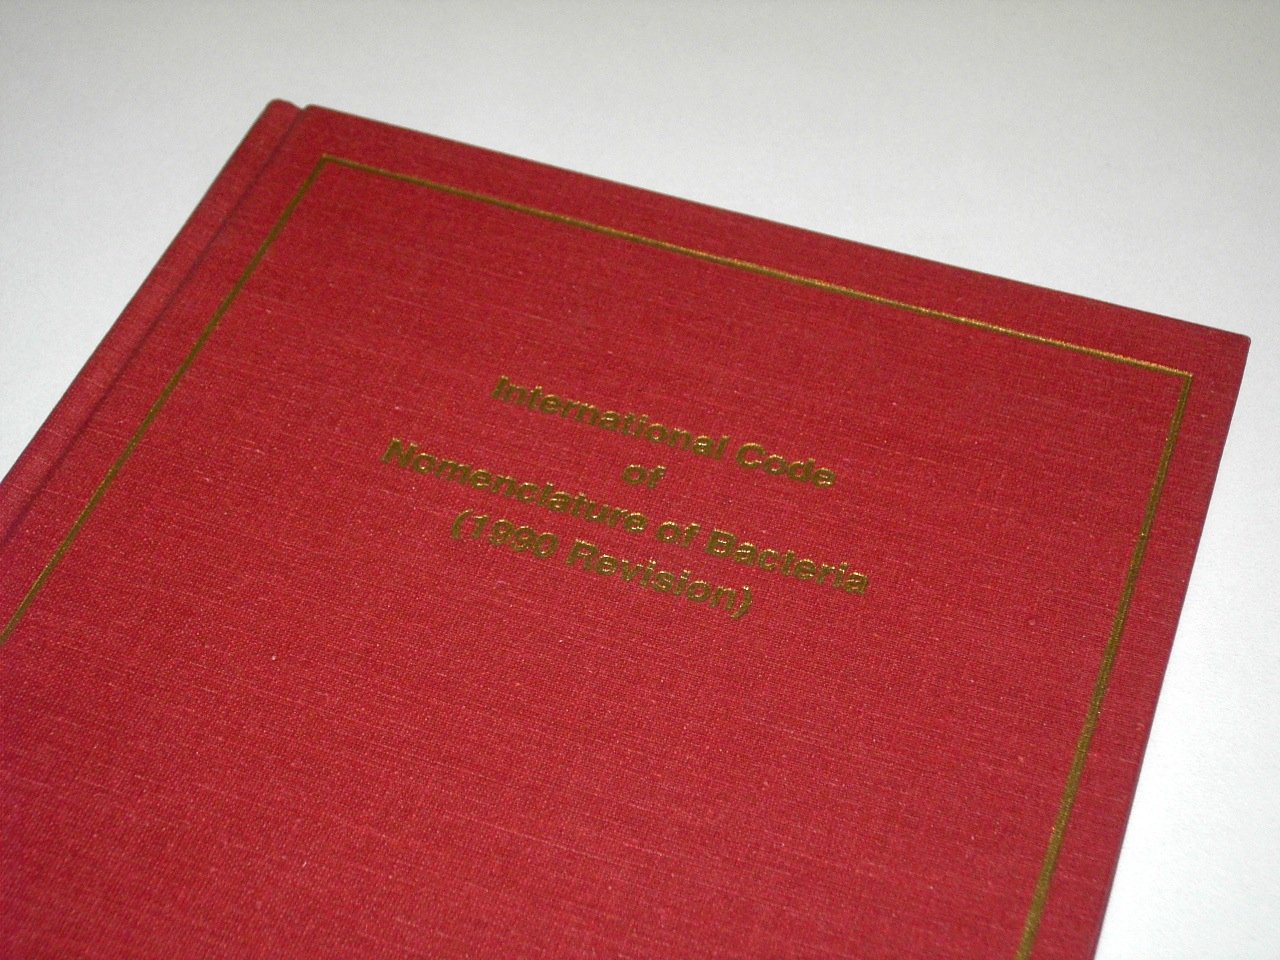 International Code
of
Nomenclature of Bacteria
(1990 Revision)